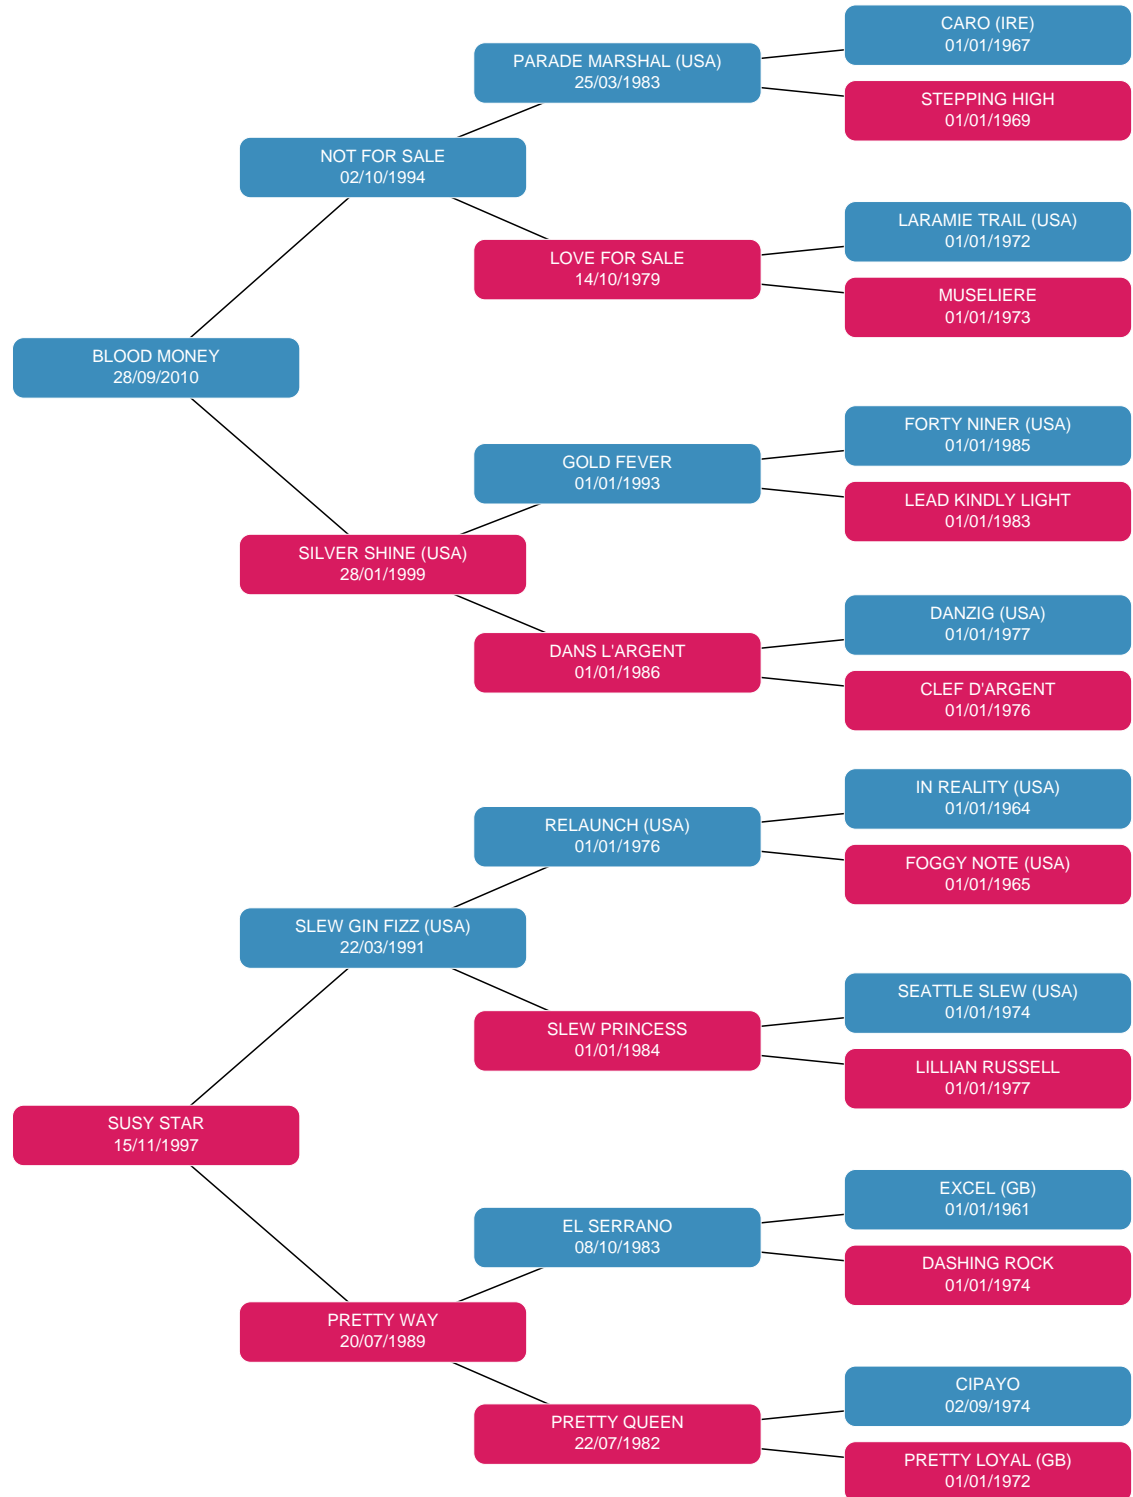 CARO (IRE)
01/01/1967
PARADE MARSHAL (USA)
25/03/1983
STEPPING HIGH
01/01/1969
NOT FOR SALE
02/10/1994
LARAMIE TRAIL (USA)
01/01/1972
LOVE FOR SALE
14/10/1979
MUSELIERE
01/01/1973
BLOOD MONEY
28/09/2010
FORTY NINER (USA)
01/01/1985
GOLD FEVER
01/01/1993
LEAD KINDLY LIGHT
01/01/1983
SILVER SHINE (USA)
28/01/1999
DANZIG (USA)
01/01/1977
DANS L'ARGENT
01/01/1986
CLEF D'ARGENT
01/01/1976
IN REALITY (USA)
01/01/1964
RELAUNCH (USA)
01/01/1976
FOGGY NOTE (USA)
01/01/1965
SLEW GIN FIZZ (USA)
22/03/1991
SEATTLE SLEW (USA)
01/01/1974
SLEW PRINCESS
01/01/1984
LILLIAN RUSSELL
01/01/1977
SUSY STAR
15/11/1997
EXCEL (GB)
01/01/1961
EL SERRANO
08/10/1983
DASHING ROCK
01/01/1974
PRETTY WAY
20/07/1989
CIPAYO
02/09/1974
PRETTY QUEEN
22/07/1982
PRETTY LOYAL (GB)
01/01/1972